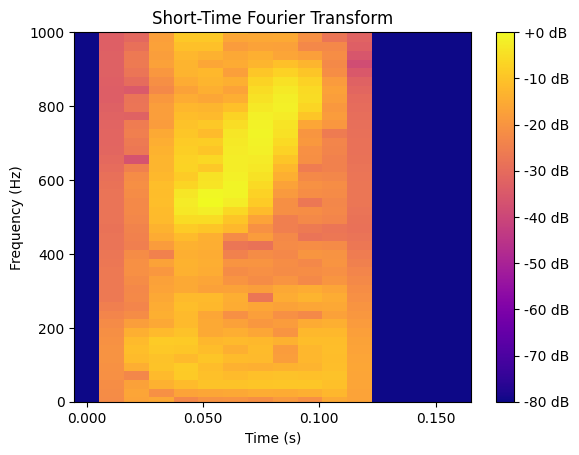 Short-Time Fourier Transform
1000
800
600
400
200
0
Frequency (Hz)
0.000
0.050
0.100
0.150
Time (s)
+0 dB
-10 dB
-20 dB
-30 dB
-40 dB
-50 dB
-60 dB
-70 dB
-80 dB